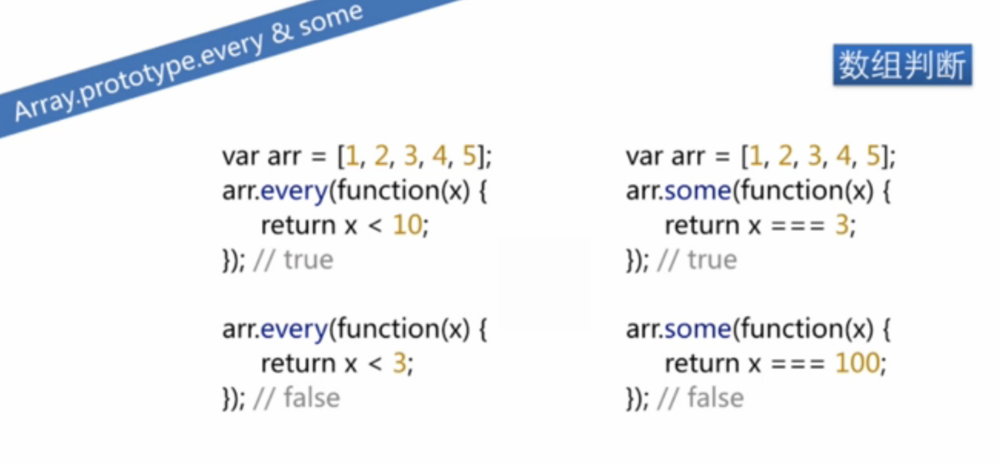 Array.prototype.every & some
数组判断
var arr = [1, 2, 3, 4, 5];
arr.every(function(x) {
    return x < 10;
}); // true
arr.every(function(x) {
    return x < 3;
}); // false
var arr = [1, 2, 3, 4, 5];
arr.some(function(x) {
    return x === 3;
}); // true
arr.some(function(x) {
    return x === 100;
}); // false